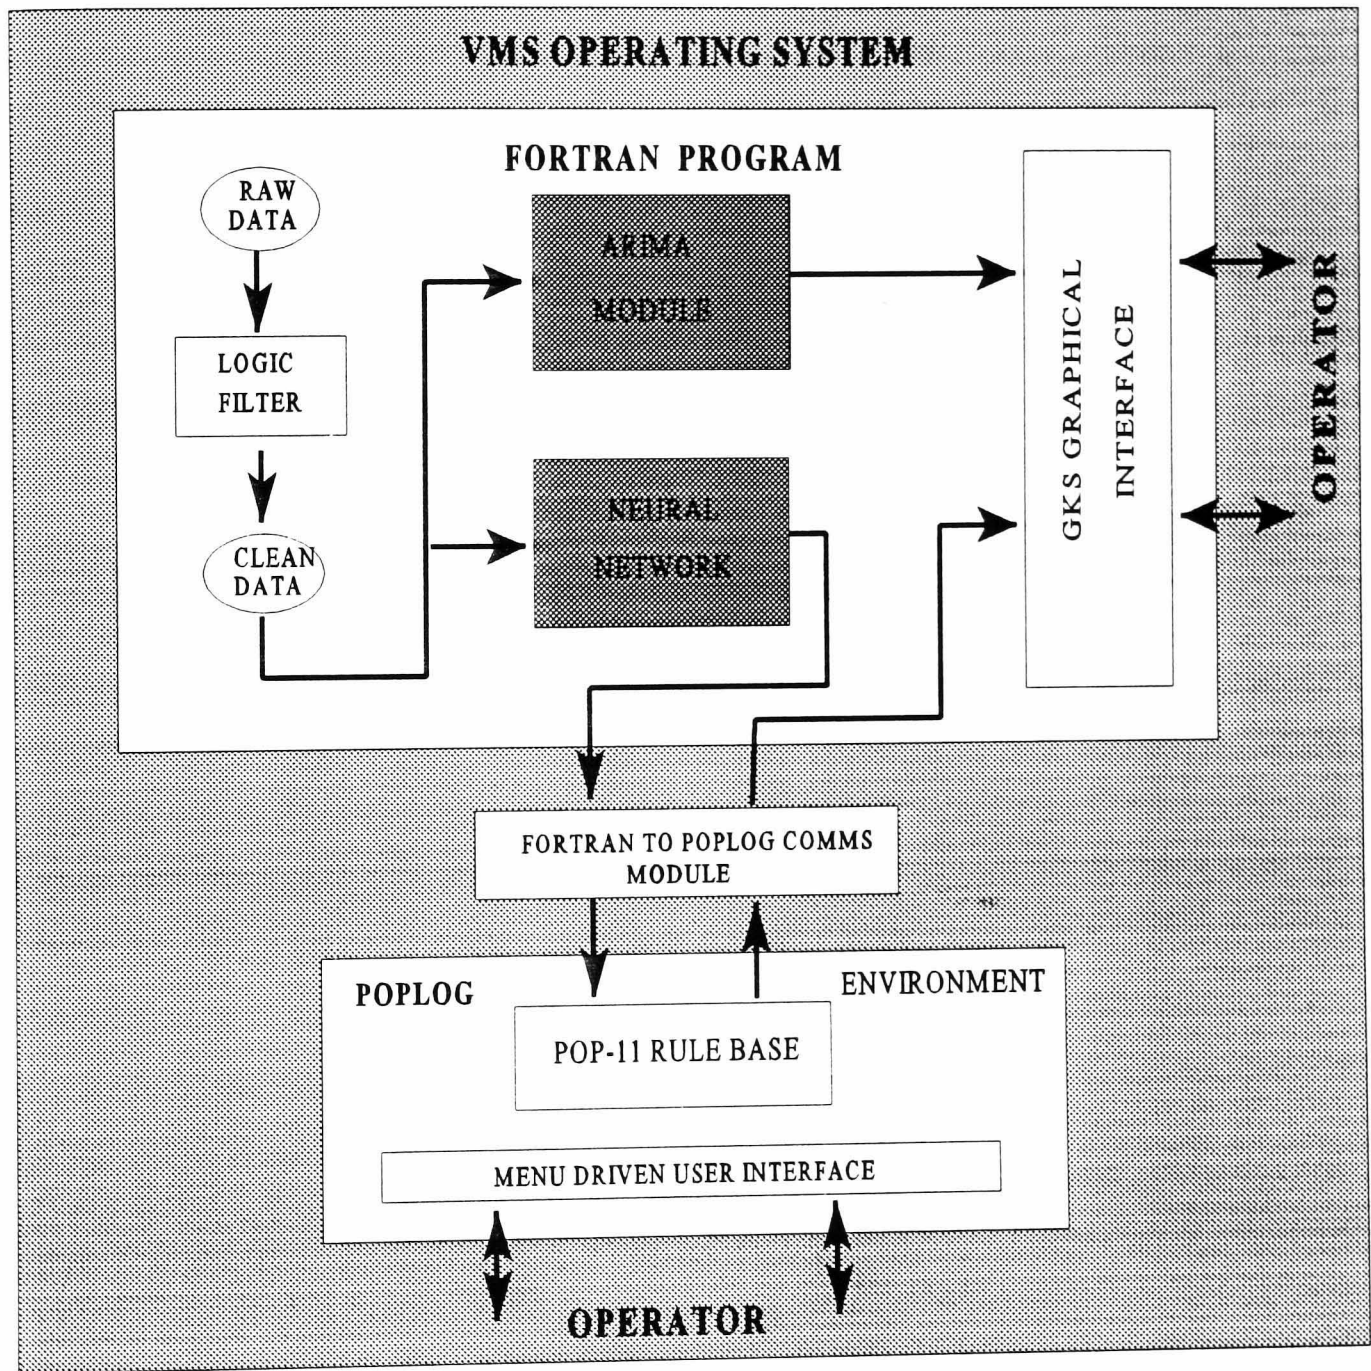 VMS OPERATING SYSTEM
FORTRAN PROGRAM
RAW
DATA
LOGIC
FILTER
CLEAN
DATA
ARIMA
MODULE
NEURAL
NETWORK
GKS GRAPHICAL
INTERFACE
OPERATOR
FORTRAN TO POPLOG COMMS
MODULE
POPLOG ENVIRONMENT
POP-11 RULE BASE
MENU DRIVEN USER INTERFACE
OPERATOR